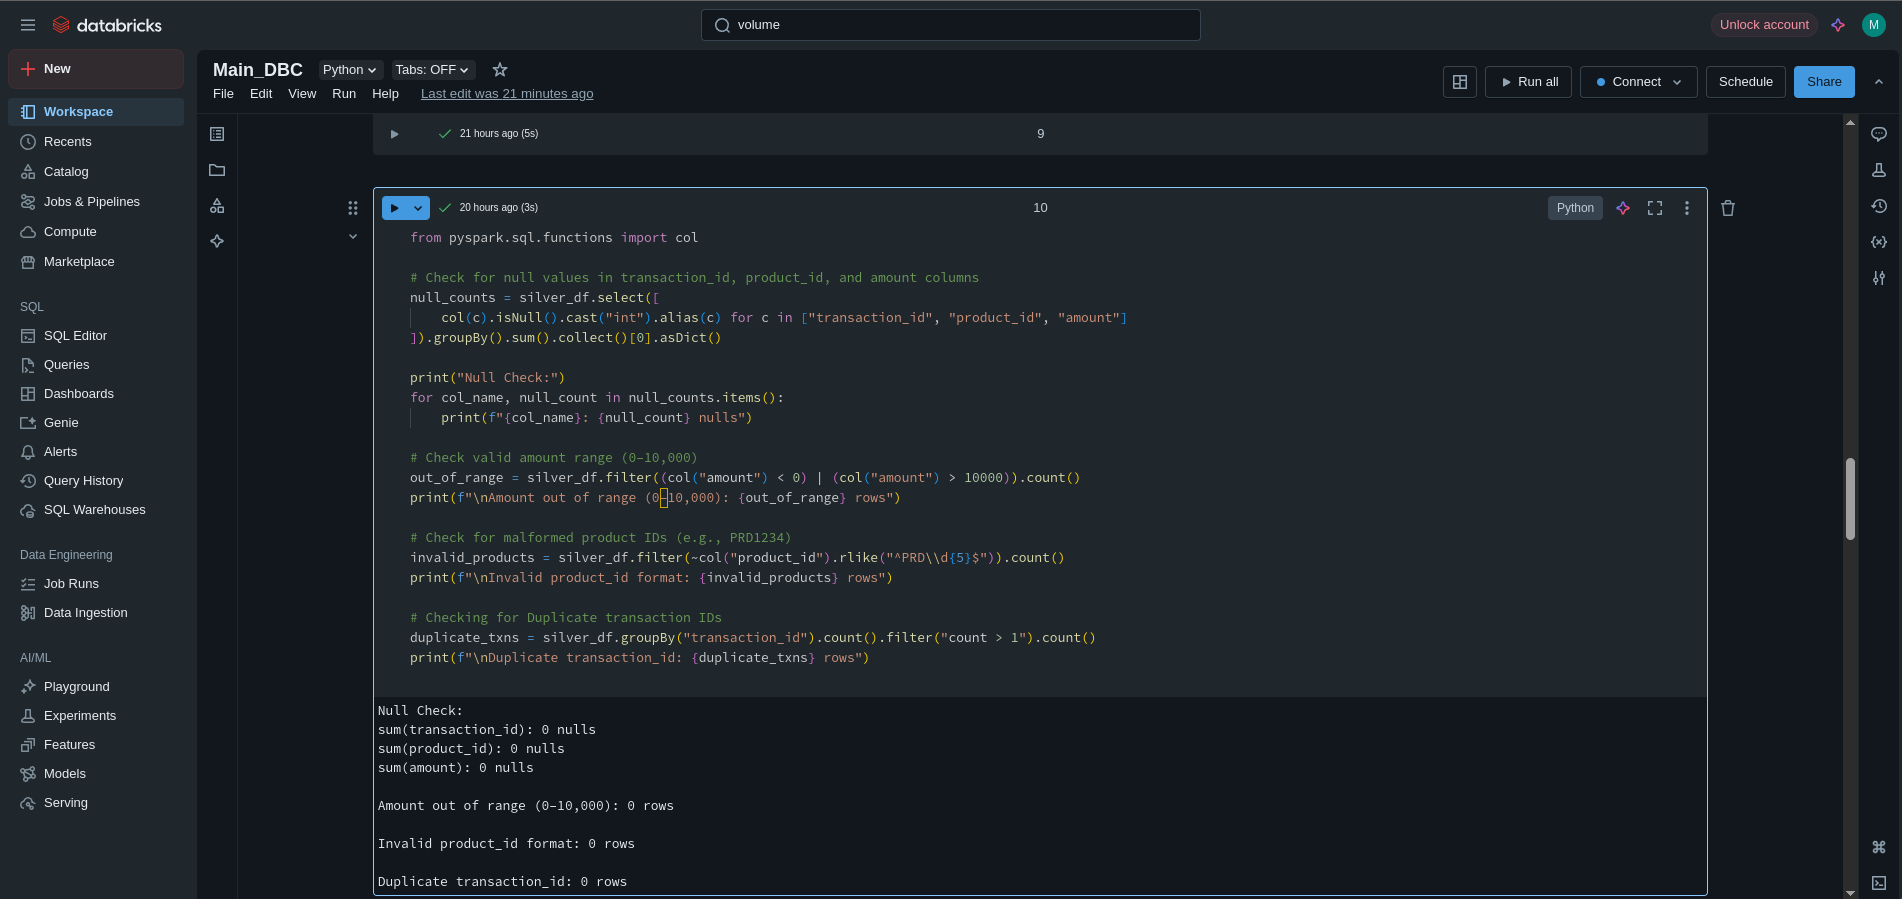 databricks
volume
Unlock account
M
New
Workspace
Recents
Catalog
Jobs & Pipelines
Compute
Marketplace
SQL
SQL Editor
Queries
Dashboards
Genie
Alerts
Query History
SQL Warehouses
Data Engineering
Job Runs
Data Ingestion
AI/ML
Playground
Experiments
Features
Models
Serving
Main_DBC
Python
Tabs: OFF
File Edit View Run Help Last edit was 21 minutes ago
Run all
Connect
Schedule
Share
21 hours ago (5s)
9
20 hours ago (3s)
10
Python
from pyspark.sql.functions import col
# Check for null values in transaction_id, product_id, and amount columns
null_counts = silver_df.select([
    col(c).isNull().cast("int").alias(c) for c in ["transaction_id", "product_id", "amount"]
]).groupBy().sum().collect()[0].asDict()
print("Null Check:")
for col_name, null_count in null_counts.items():
    print(f"{col_name}: {null_count} nulls")
# Check valid amount range (0–10,000)
out_of_range = silver_df.filter((col("amount") < 0) | (col("amount") > 10000)).count()
print(f"\nAmount out of range (0–10,000): {out_of_range} rows")
# Check for malformed product IDs (e.g., PRD1234)
invalid_products = silver_df.filter(~col("product_id").rlike("^PRD\\d{5}$")).count()
print(f"\nInvalid product_id format: {invalid_products} rows")
# Checking for Duplicate transaction IDs
duplicate_txns = silver_df.groupBy("transaction_id").count().filter("count > 1").count()
print(f"\nDuplicate transaction_id: {duplicate_txns} rows")
Null Check:
sum(transaction_id): 0 nulls
sum(product_id): 0 nulls
sum(amount): 0 nulls
Amount out of range (0–10,000): 0 rows
Invalid product_id format: 0 rows
Duplicate transaction_id: 0 rows